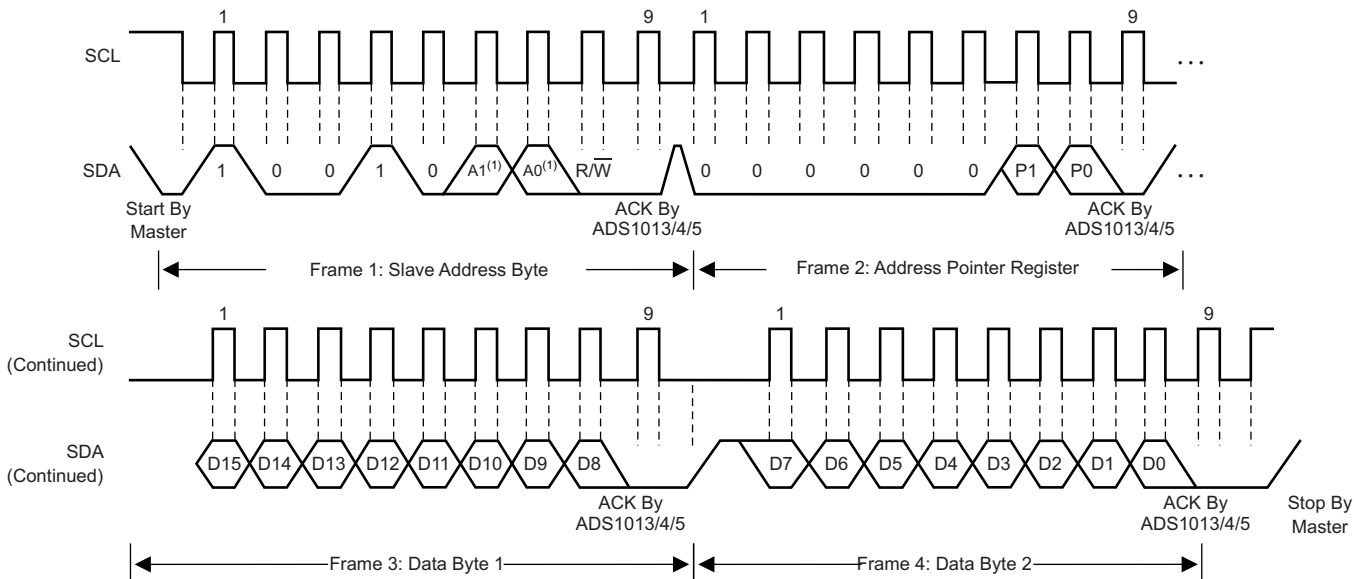 1 9 1 9
SCL ...
SDA 1 0 0 1 0 A1(1) A0(1) R/W̅ 0 0 0 0 0 0 P1 P0 ...
Start By Master ACK By ADS1013/4/5 ACK By ADS1013/4/5
Frame 1: Slave Address Byte Frame 2: Address Pointer Register
1 9 1 9
SCL (Continued)
SDA (Continued) D15 D14 D13 D12 D11 D10 D9 D8 D7 D6 D5 D4 D3 D2 D1 D0
ACK By ADS1013/4/5 ACK By ADS1013/4/5 Stop By Master
Frame 3: Data Byte 1 Frame 4: Data Byte 2